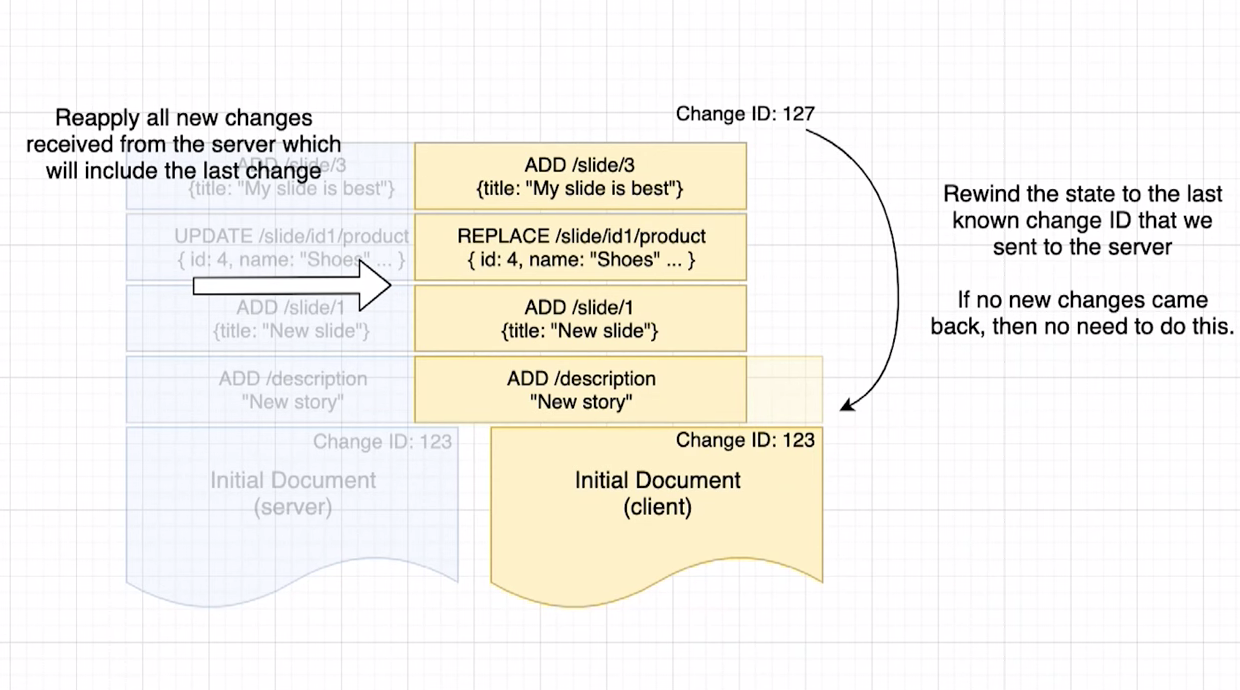 Reapply all new changes
received from the server which
will include the last change
Change ID: 127
ADD /slide/3
{title: "My slide is best"}
ADD /slide/3
{title: "My slide is best"}
UPDATE /slide/id1/product
{ id: 4, name: "Shoes" ... }
REPLACE /slide/id1/product
{ id: 4, name: "Shoes" ... }
ADD /slide/1
{title: "New slide"}
ADD /slide/1
{title: "New slide"}
ADD /description
"New story"
ADD /description
"New story"
Change ID: 123
Initial Document
(server)
Change ID: 123
Initial Document
(client)
Rewind the state to the last
known change ID that we
sent to the server
If no new changes came
back, then no need to do this.